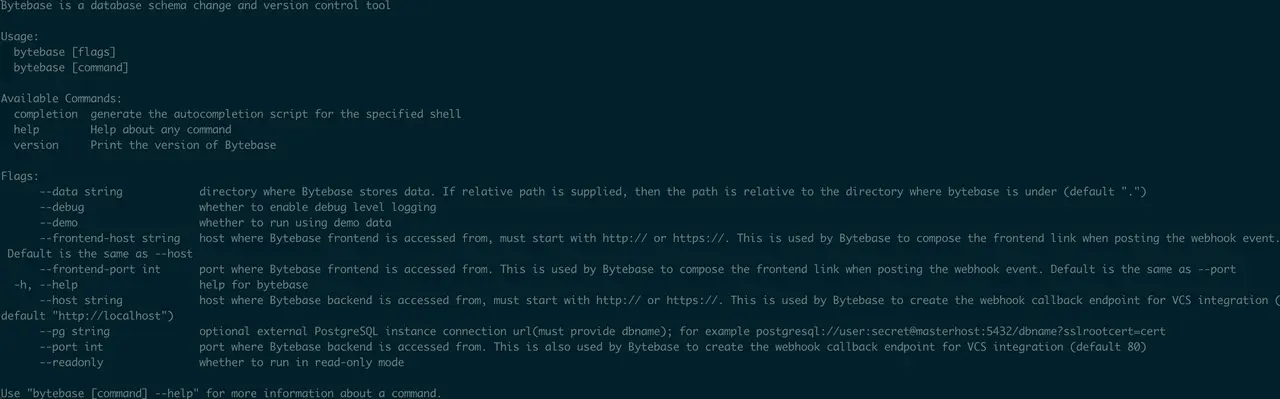 Bytebase is a database schema change and version control tool
Usage:
bytebase [flags]
bytebase [command]
Available Commands:
completion generate the autocompletion script for the specified shell
help Help about any command
version Print the version of Bytebase
Flags:
--data string directory where Bytebase stores data. If relative path is supplied, then the path is relative to the directory where bytebase is under (default ".")
--debug whether to enable debug level logging
--demo whether to run using demo data
--frontend-host string host where Bytebase frontend is accessed from, must start with http:// or https://. This is used by Bytebase to compose the frontend link when posting the webhook event.
Default is the same as --host
--frontend-port int port where Bytebase frontend is accessed from. This is used by Bytebase to compose the frontend link when posting the webhook event. Default is the same as --port
-h, --help help for bytebase
--host string host where Bytebase backend is accessed from, must start with http:// or https://. This is used by Bytebase to create the webhook callback endpoint for VCS integration (
default "http://localhost")
--pg string optional external PostgreSQL instance connection url(must provide dbname); for example postgresql://user:secret@masterhost:5432/dbname?sslrootcert=cert
--port int port where Bytebase backend is accessed from. This is also used by Bytebase to create the webhook callback endpoint for VCS integration (default 80)
--readonly whether to run in read-only mode
Use "bytebase [command] --help" for more information about a command.